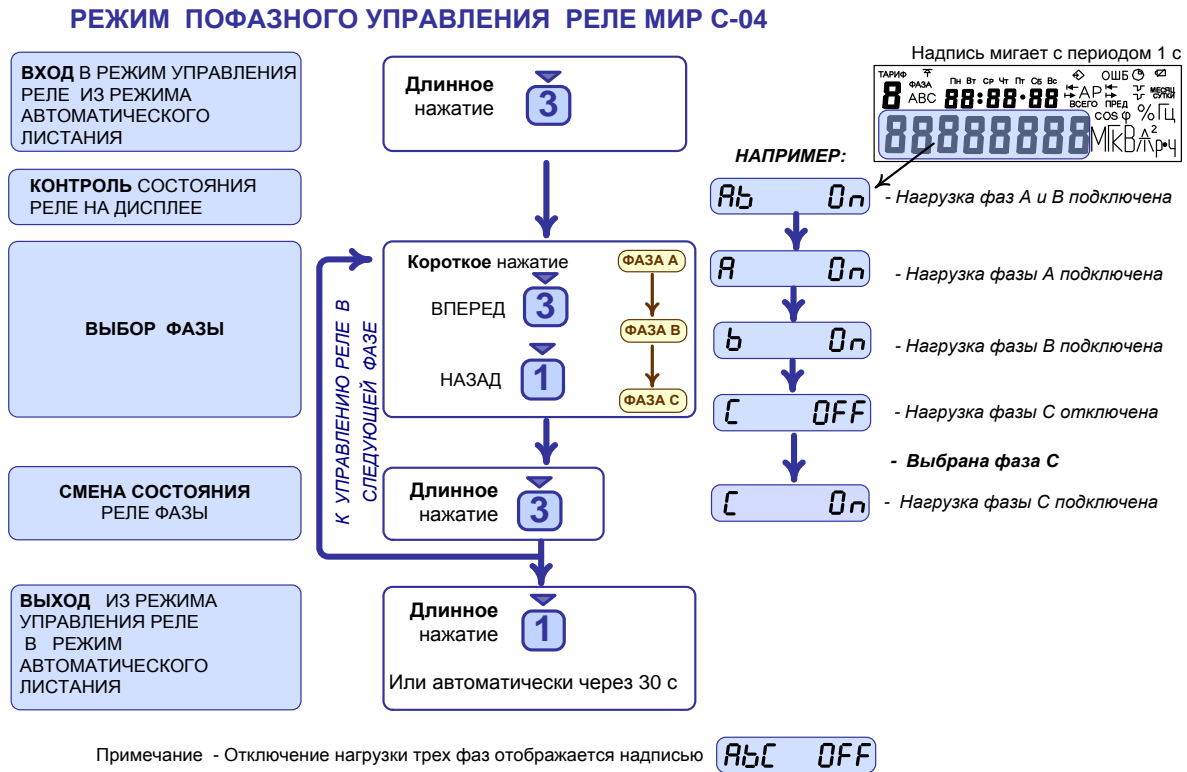 РЕЖИМ ПОФАЗНОГО УПРАВЛЕНИЯ РЕЛЕ МИР С-04
ВХОД В РЕЖИМ УПРАВЛЕНИЯ
РЕЛЕ ИЗ РЕЖИМА
АВТОМАТИЧЕСКОГО
ЛИСТАНИЯ
Длинное
нажатие
3
Надпись мигает с периодом 1 с
ТАРИФ
ФАЗА
Пн Вт Ср Чт Пт Сб Вс
ОШБ
8 АВС 88:88•88
АР
МЕСЯЦ
СУТКИ
ВСЕГО ПРЕД
cos φ % Гц
88888888
МГкВА²р•ч
НАПРИМЕР:
КОНТРОЛЬ СОСТОЯНИЯ
РЕЛЕ НА ДИСПЛЕЕ
Ab On
- Нагрузка фаз А и В подключена
ВЫБОР ФАЗЫ
Короткое нажатие
ВПЕРЕД 3
НАЗАД 1
ФАЗА А
ФАЗА В
ФАЗА С
К УПРАВЛЕНИЮ РЕЛЕ В
СЛЕДУЮЩЕЙ ФАЗЕ
A On
- Нагрузка фазы А подключена
b On
- Нагрузка фазы В подключена
C OFF
- Нагрузка фазы С отключена
- Выбрана фаза С
СМЕНА СОСТОЯНИЯ
РЕЛЕ ФАЗЫ
Длинное
нажатие
3
C On
- Нагрузка фазы С подключена
ВЫХОД ИЗ РЕЖИМА
УПРАВЛЕНИЯ РЕЛЕ
В РЕЖИМ
АВТОМАТИЧЕСКОГО
ЛИСТАНИЯ
Длинное
нажатие
1
Или автоматически через 30 с
Примечание - Отключение нагрузки трех фаз отображается надписью AbC OFF